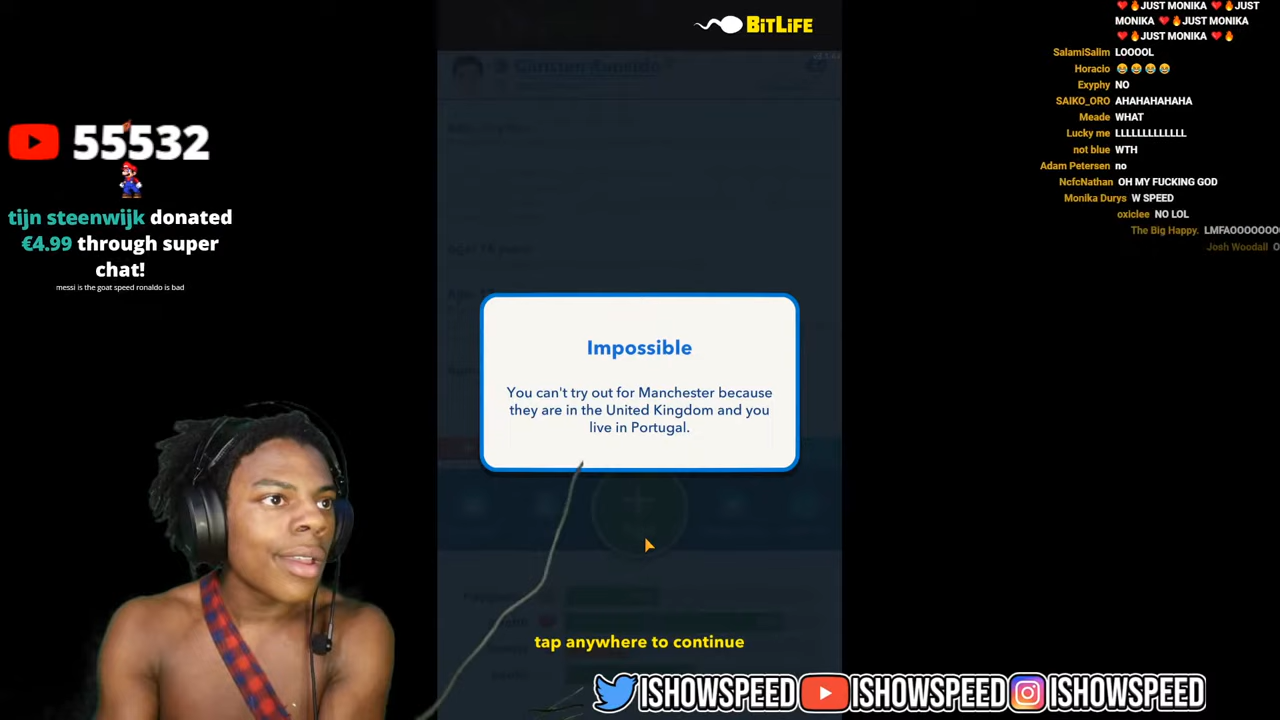 BitLife
55532
tijn steenwijk donated
€4.99 through super
chat!
messi is the goat speed ronaldo is bad
Impossible
You can't try out for Manchester because
they are in the United Kingdom and you
live in Portugal.
tap anywhere to continue
❤️🔥JUST MONIKA ❤️🔥JUST
MONIKA ❤️🔥JUST MONIKA
❤️🔥JUST MONIKA ❤️🔥
SalamiSalim LOOOOL
Horacio 😂😂😂😂
Exyphy NO
SAIKO_ORO AHAHAHAHAHA
Meade WHAT
Lucky me LLLLLLLLLLLLL
not blue WTH
Adam Petersen no
NcfcNathan OH MY FUCKING GOD
Monika Durys W SPEED
oxiclee NO LOL
The Big Happy. LMFAOOOOOOO
Josh Woodall
ISHOWSPEED ISHOWSPEED ISHOWSPEED